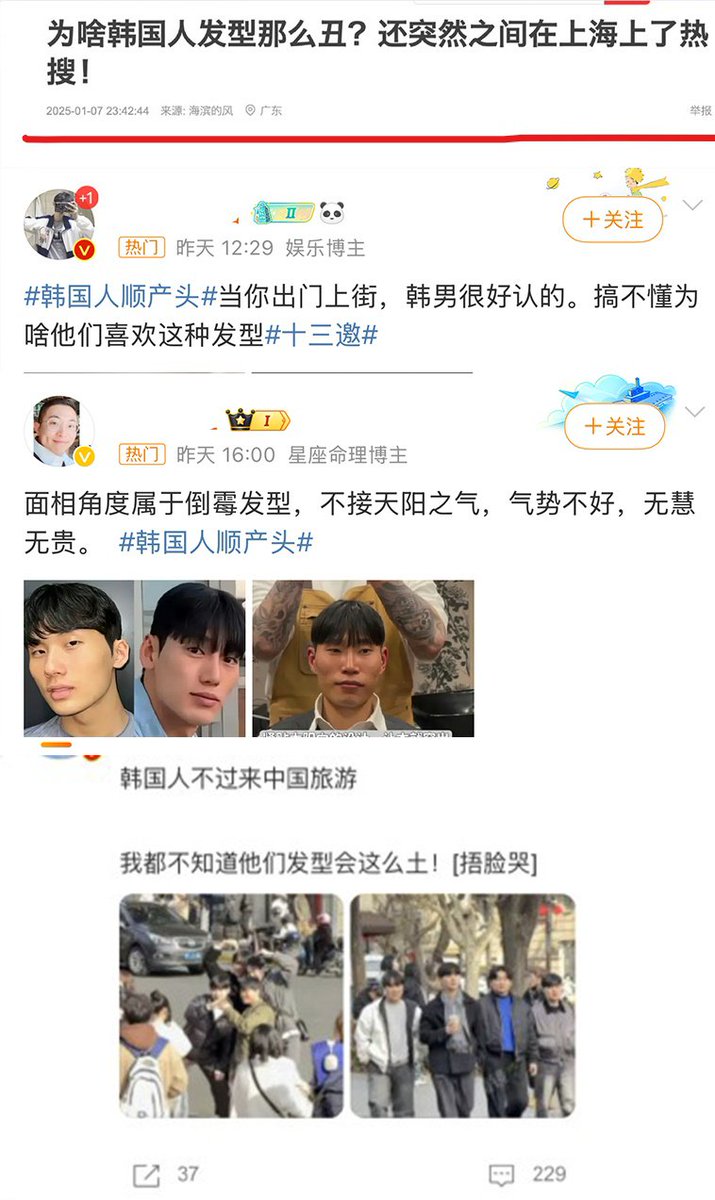 为啥韩国人发型那么丑？还突然之间在上海上了热
搜！
2025-01-07 23:42:44 来源: 海滨的风 广东 举报
+1
II
+关注
热门 昨天 12:29 娱乐博主
#韩国人顺产头#当你出门上街，韩男很好认的。搞不懂为
啥他们喜欢这种发型#十三邀#
I
+关注
热门 昨天 16:00 星座命理博主
面相角度属于倒霉发型，不接天阳之气，气势不好，无慧
无贵。 #韩国人顺产头#
韩国人不过来中国旅游
我都不知道他们发型会这么土！[捂脸哭]
37 229